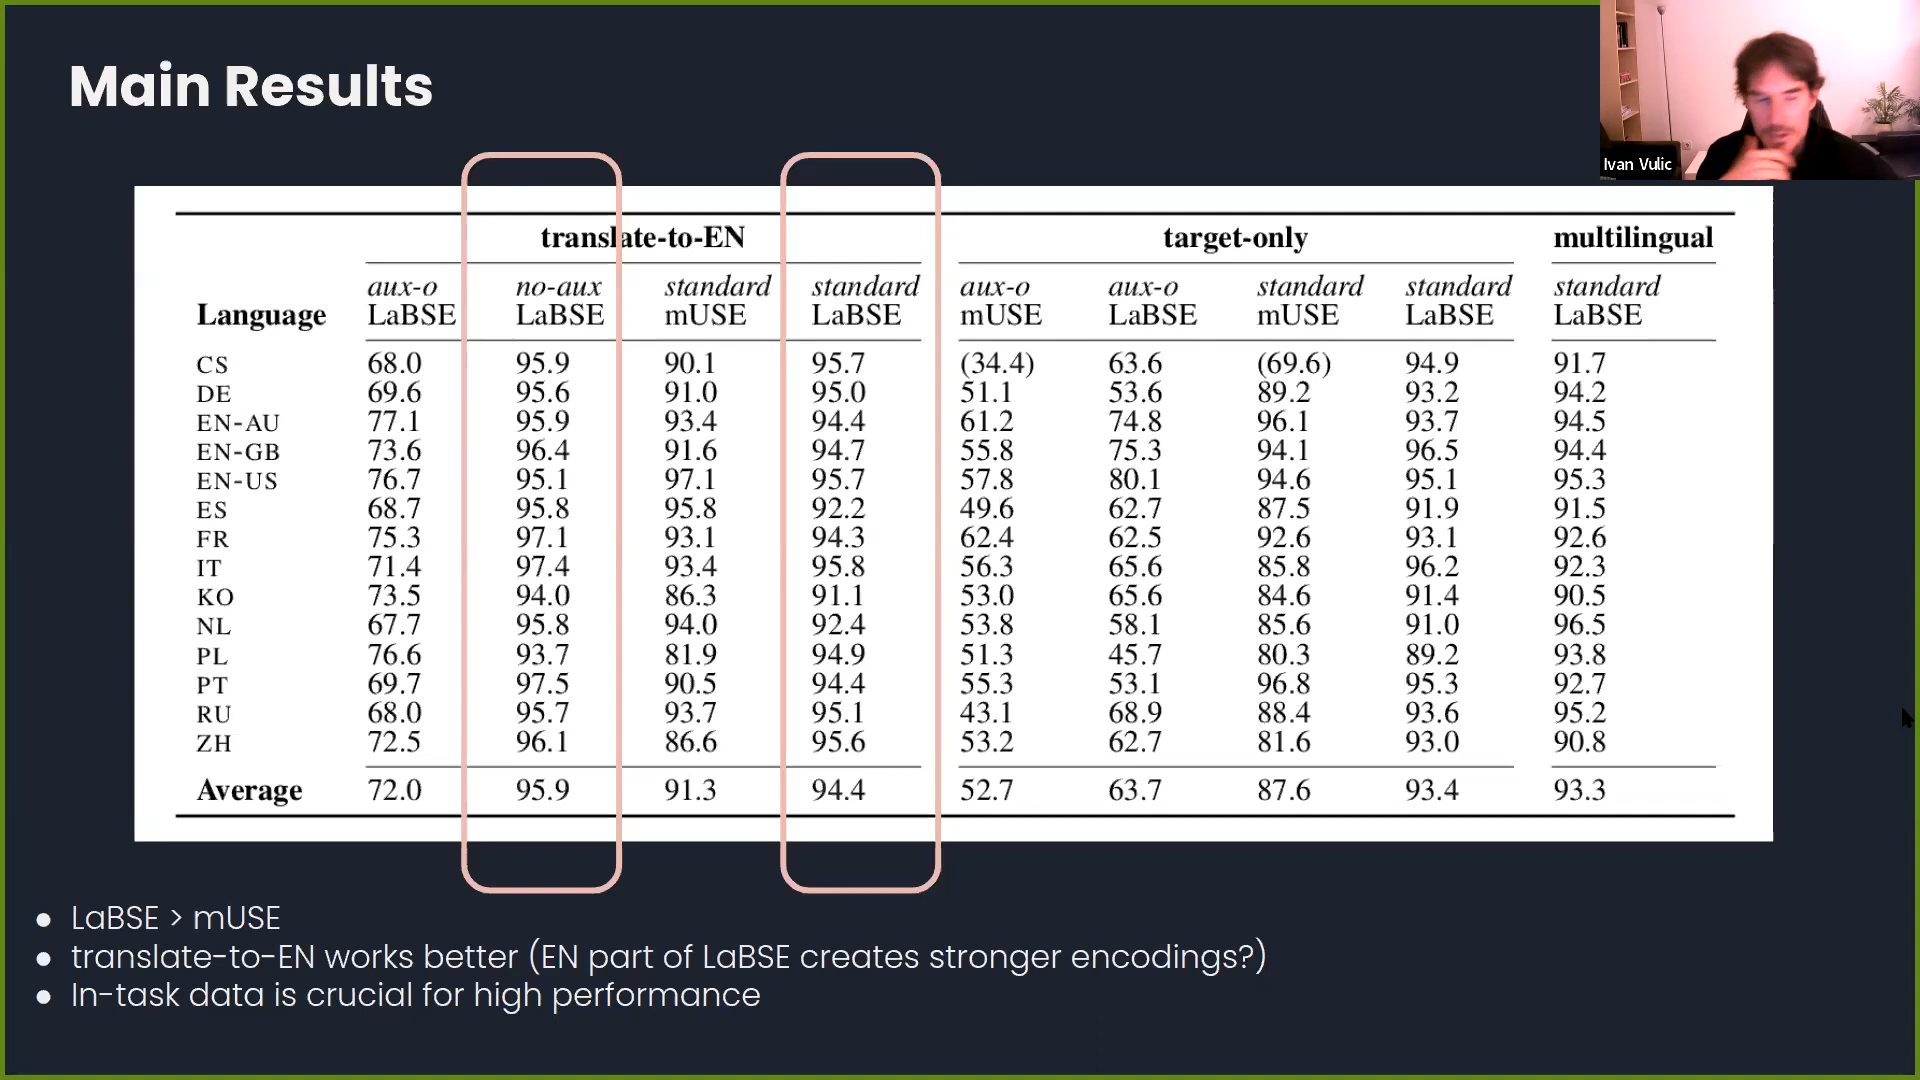 Main Results
Ivan Vulic
translate-to-EN target-only multilingual
aux-o no-aux standard standard aux-o aux-o standard standard standard
Language LaBSE LaBSE mUSE LaBSE mUSE LaBSE mUSE LaBSE LaBSE
CS 68.0 95.9 90.1 95.7 (34.4) 63.6 (69.6) 94.9 91.7
DE 69.6 95.6 91.0 95.0 51.1 53.6 89.2 93.2 94.2
EN-AU 77.1 95.9 93.4 94.4 61.2 74.8 96.1 93.7 94.5
EN-GB 73.6 96.4 91.6 94.7 55.8 75.3 94.1 96.5 94.4
EN-US 76.7 95.1 97.1 95.7 57.8 80.1 94.6 95.1 95.3
ES 68.7 95.8 95.8 92.2 49.6 62.7 87.5 91.9 91.5
FR 75.3 97.1 93.1 94.3 62.4 62.5 92.6 93.1 92.6
IT 71.4 97.4 93.4 95.8 56.3 65.6 85.8 96.2 92.3
KO 73.5 94.0 86.3 91.1 53.0 65.6 84.6 91.4 90.5
NL 67.7 95.8 94.0 92.4 53.8 58.1 85.6 91.0 96.5
PL 76.6 93.7 81.9 94.9 51.3 45.7 80.3 89.2 93.8
PT 69.7 97.5 90.5 94.4 55.3 53.1 96.8 95.3 92.7
RU 68.0 95.7 93.7 95.1 43.1 68.9 88.4 93.6 95.2
ZH 72.5 96.1 86.6 95.6 53.2 62.7 81.6 93.0 90.8
Average 72.0 95.9 91.3 94.4 52.7 63.7 87.6 93.4 93.3
● LaBSE > mUSE
● translate-to-EN works better (EN part of LaBSE creates stronger encodings?)
● In-task data is crucial for high performance